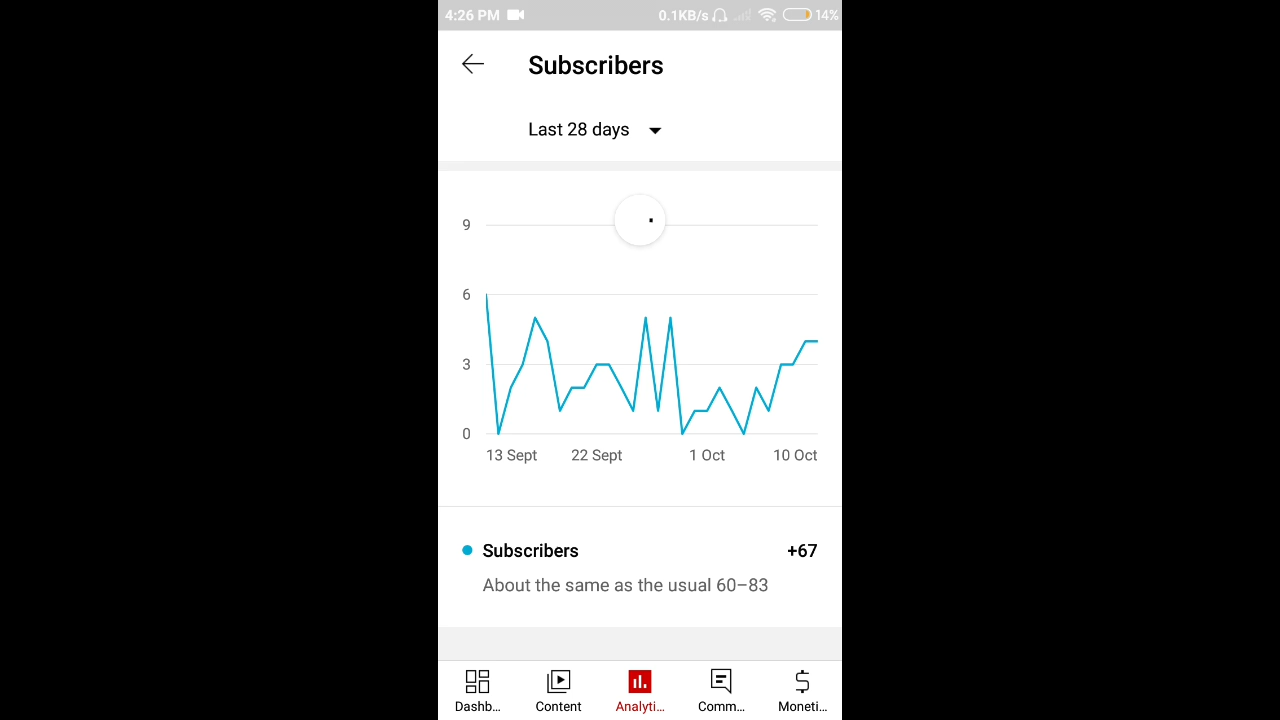 4:26 PM 0.1KB/s 14%
Subscribers
Last 28 days
9
6
3
0
13 Sept 22 Sept 1 Oct 10 Oct
Subscribers +67
About the same as the usual 60–83
Dashb... Content Analyti... Comm... Moneti...